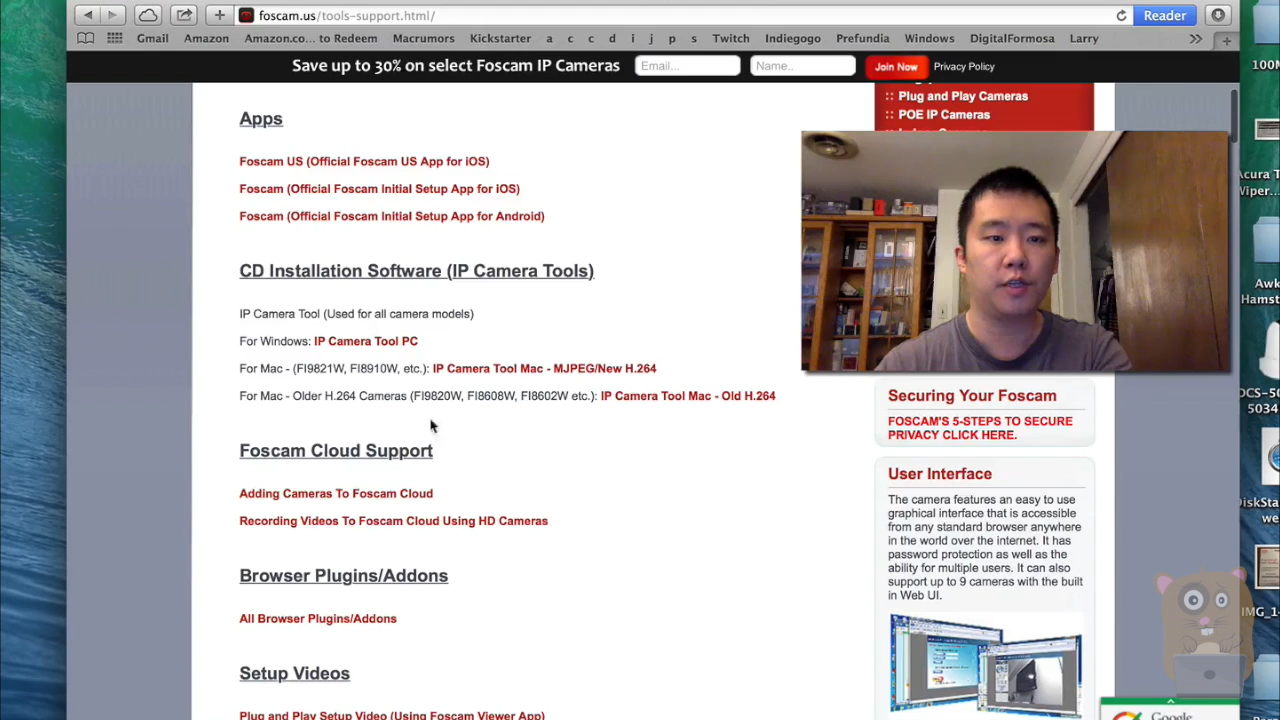 foscam.us/tools-support.html/
Reader
Gmail Amazon Amazon.co... to Redeem Macrumors Kickstarter a c c d i j p s Twitch Indiegogo Prefundia Windows DigitalFormosa Larry
100M
Save up to 30% on select Foscam IP Cameras Email... Name.. Join Now Privacy Policy
:: Plug and Play Cameras
:: POE IP Cameras
Apps
Foscam US (Official Foscam US App for iOS)
Foscam (Official Foscam Initial Setup App for iOS)
Foscam (Official Foscam Initial Setup App for Android)
CD Installation Software (IP Camera Tools)
IP Camera Tool (Used for all camera models)
For Windows: IP Camera Tool PC
For Mac - (FI9821W, FI8910W, etc.): IP Camera Tool Mac - MJPEG/New H.264
For Mac - Older H.264 Cameras (FI9820W, FI8608W, FI8602W etc.): IP Camera Tool Mac - Old H.264
Foscam Cloud Support
Adding Cameras To Foscam Cloud
Recording Videos To Foscam Cloud Using HD Cameras
Browser Plugins/Addons
All Browser Plugins/Addons
Setup Videos
Plug and Play Setup Video (Using Foscam Viewer App)
Securing Your Foscam
FOSCAM'S 5-STEPS TO SECURE
PRIVACY CLICK HERE.
User Interface
The camera features an easy to use
graphical interface that is accessible
from any standard browser anywhere
in the world over the internet. It has
password protection as well as the
ability for multiple users. It can also
support up to 9 cameras with the built
in Web UI.
Google
Acura T
Wiper...
Awk
Hamst
DCS-50
5034
DiskSta
we
IMG_1